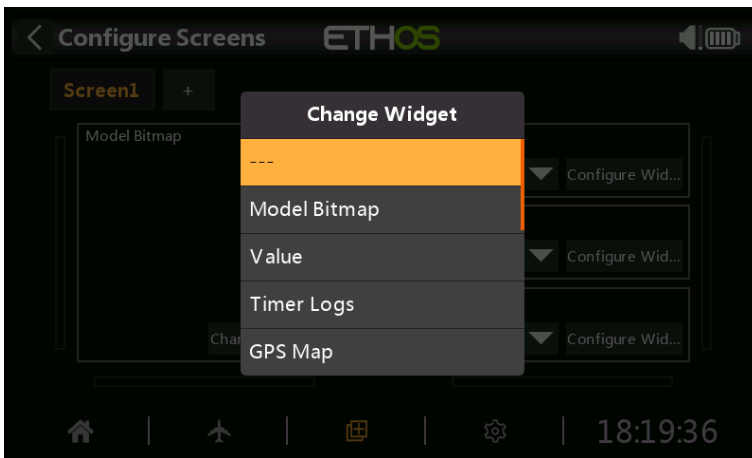 Configure Screens ETHOS
Screen1 +
Change Widget
Model Bitmap
---
Configure Wid...
Model Bitmap
Value
Configure Wid...
Timer Logs
Chan
Configure Wid...
GPS Map
18:19:36